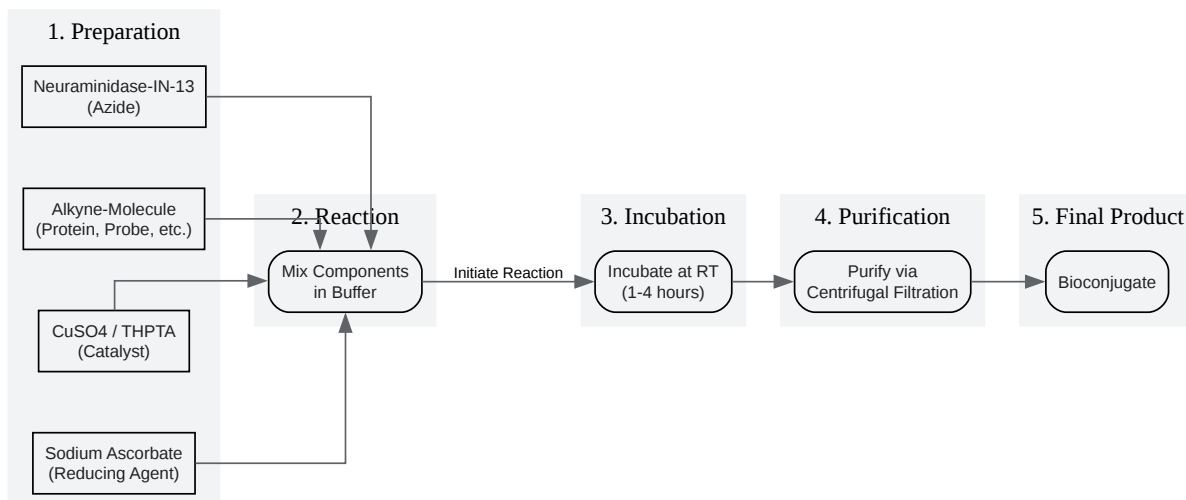 1. Preparation
Neuraminidase-IN-13
(Azide)
Alkyne-Molecule
(Protein, Probe, etc.)
CuSO4 / THPTA
(Catalyst)
Sodium Ascorbate
(Reducing Agent)
2. Reaction
Mix Components
in Buffer
Initiate Reaction
3. Incubation
Incubate at RT
(1-4 hours)
4. Purification
Purify via
Centrifugal Filtration
5. Final Product
Bioconjugate